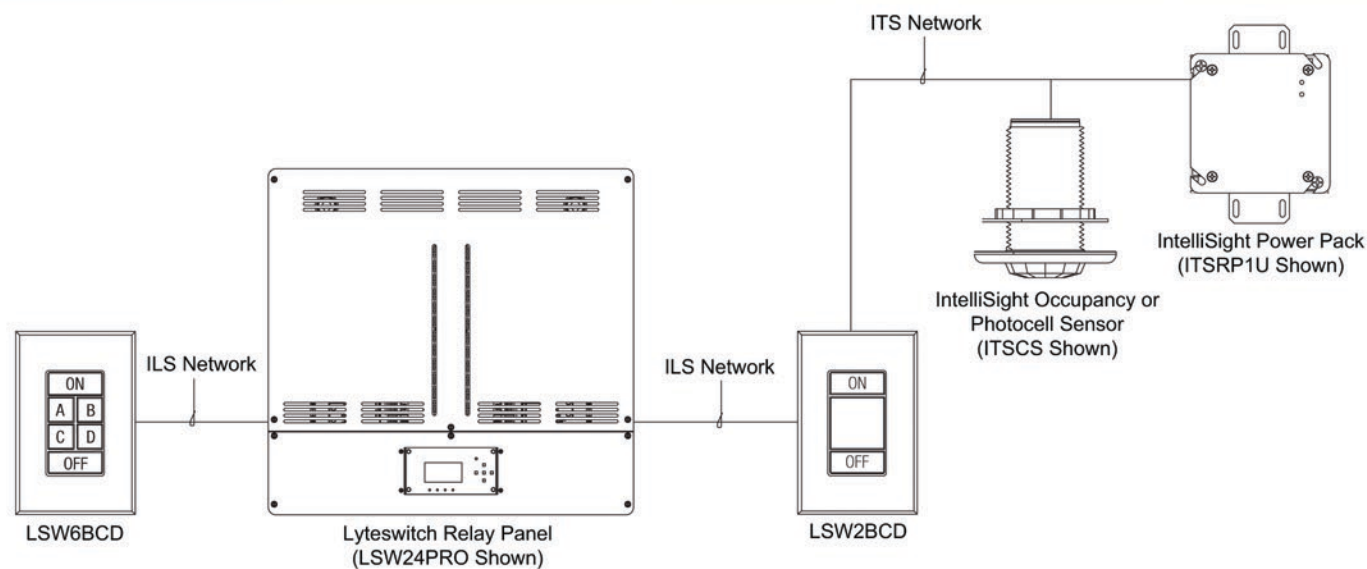 ITS Network
IntelliSight Power Pack
(ITSRP1U Shown)
IntelliSight Occupancy or
Photocell Sensor
(ITSCS Shown)
ILS Network
ILS Network
ON
A B
C D
OFF
ON
OFF
LSW6BCD
Lyteswitch Relay Panel
(LSW24PRO Shown)
LSW2BCD